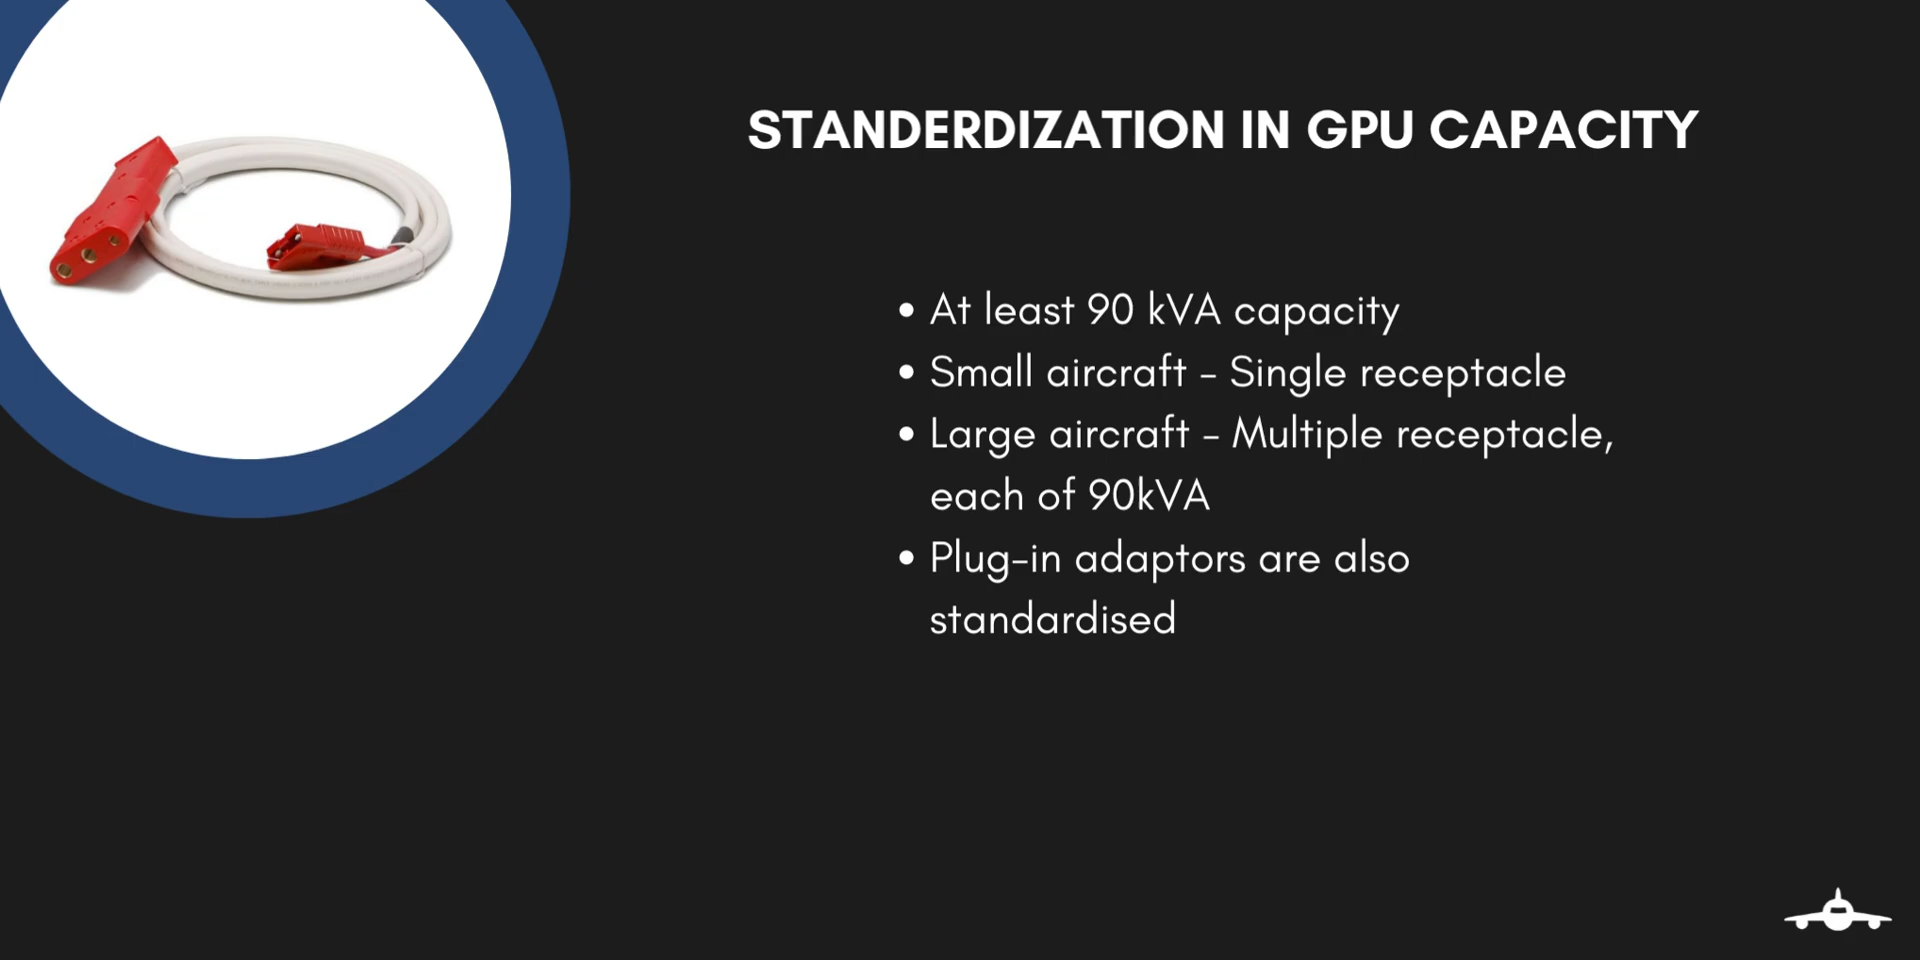 STANDERDIZATION IN GPU CAPACITY
• At least 90 kVA capacity
• Small aircraft - Single receptacle
• Large aircraft - Multiple receptacle,
each of 90kVA
• Plug-in adaptors are also
standardised